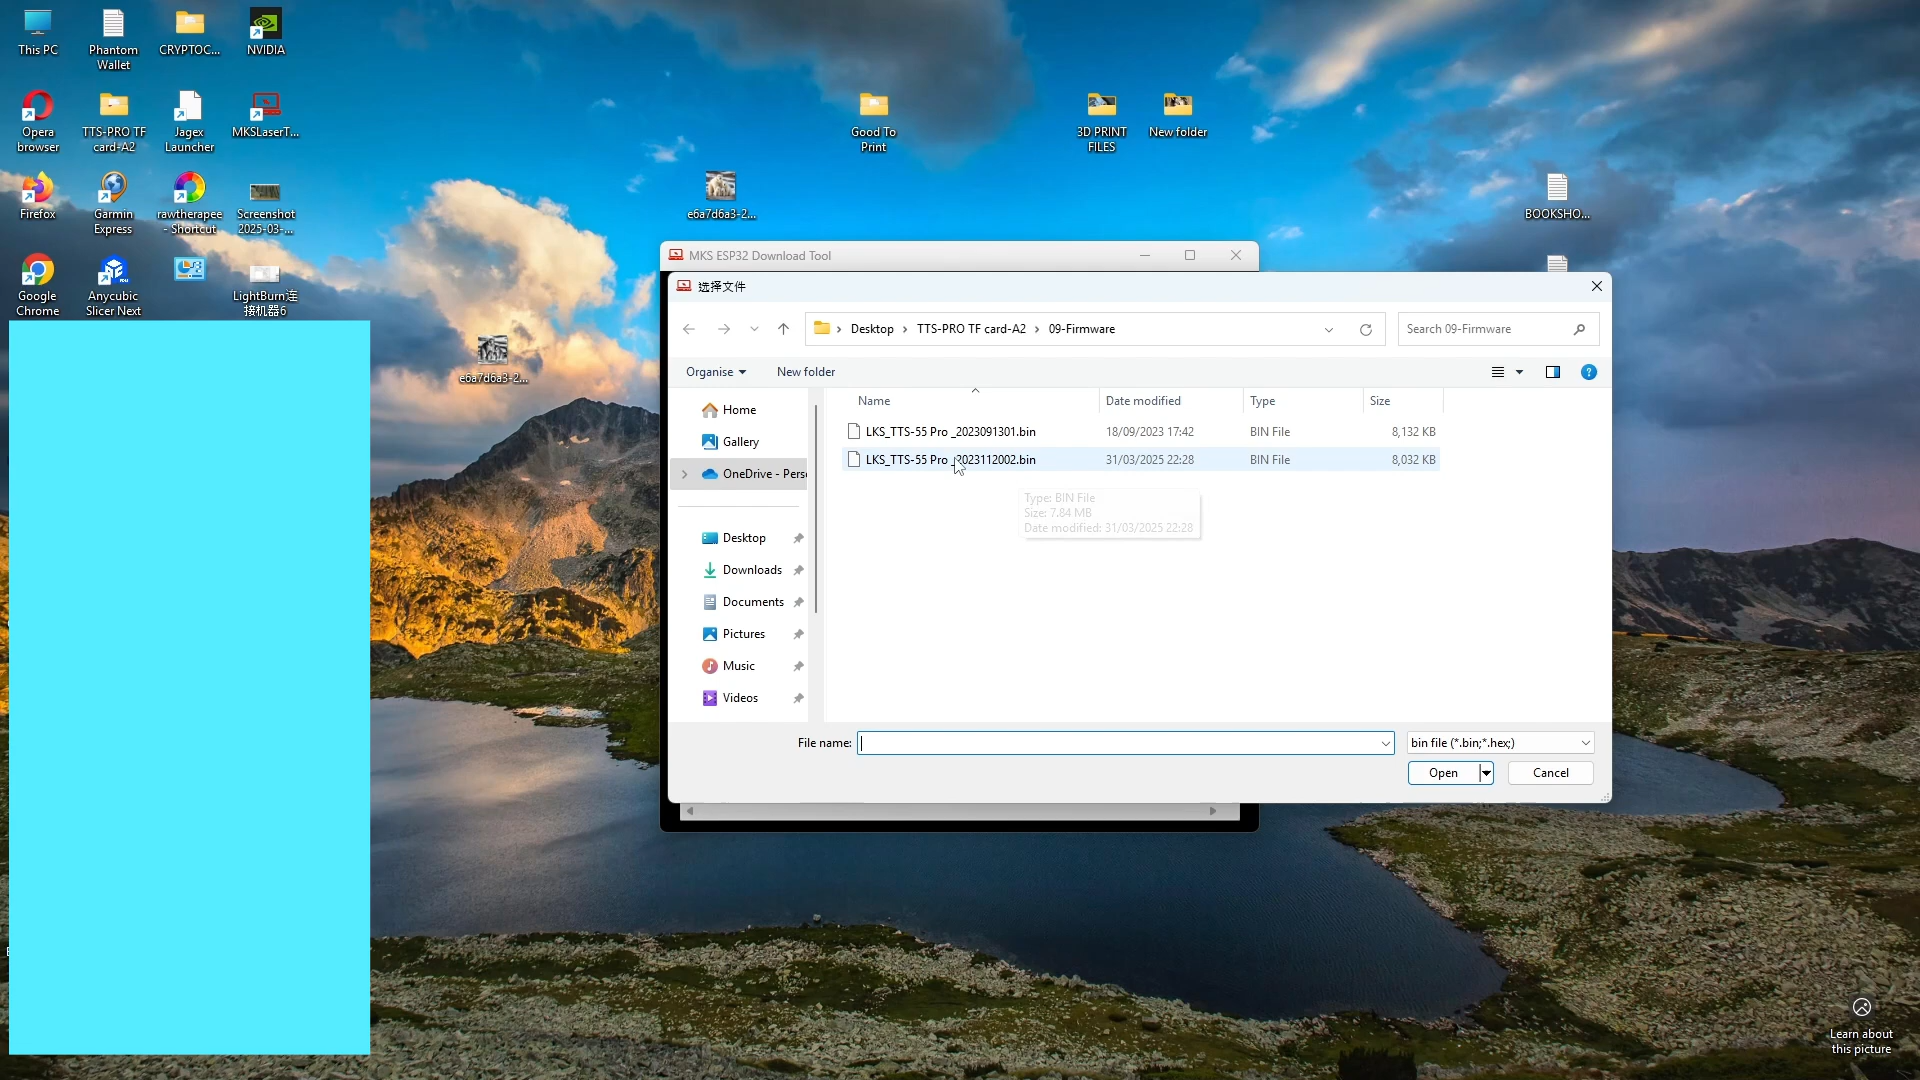 This PC
Phantom
Wallet
CRYPTOC...
NVIDIA
Opera
browser
TTS-PRO TF
card-A2
Jagex
Launcher
MKSLaserT...
Good To
Print
3D PRINT
FILES
New folder
Firefox
Garmin
Express
rawtherapee
- Shortcut
Screenshot
2025-03-...
e6a7d6a3-2...
BOOKSHO...
Google
Chrome
Anycubic
Slicer Next
LightBurn连
接机器6
e6a7d6a3-2...
MKS ESP32 Download Tool
选择文件
Desktop > TTS-PRO TF card-A2 > 09-Firmware
Search 09-Firmware
Organise
New folder
Name
Date modified
Type
Size
LKS_TTS-55 Pro _2023091301.bin
18/09/2023 17:42
BIN File
8,132 KB
LKS_TTS-55 Pro _2023112002.bin
31/03/2025 22:28
BIN File
8,032 KB
Type: BIN File
Size: 7.84 MB
Date modified: 31/03/2025 22:28
Home
Gallery
OneDrive - Pers
Desktop
Downloads
Documents
Pictures
Music
Videos
File name:
bin file (*.bin;*.hex;)
Open
Cancel
Learn about
this picture